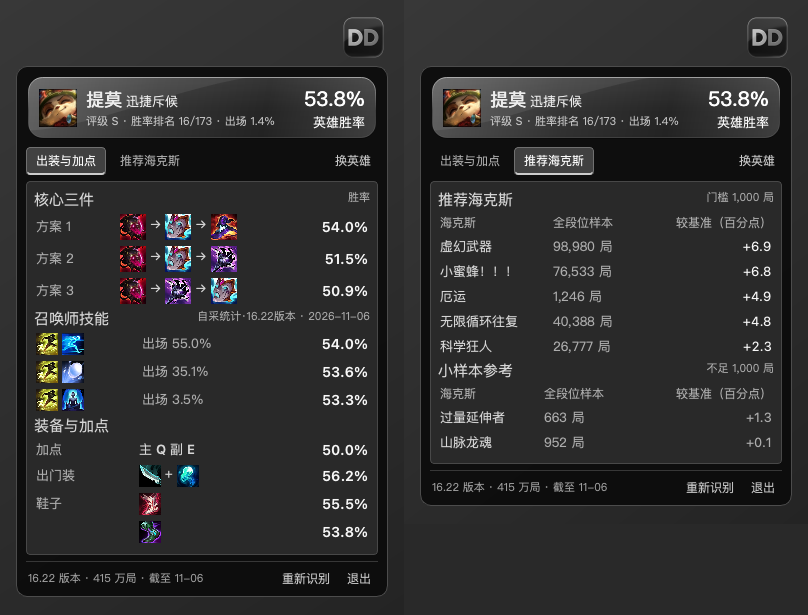 DD
提莫 迅捷斥候
53.8%
评级 S · 胜率排名 16/173 · 出场 1.4%
英雄胜率
出装与加点
推荐海克斯
换英雄
核心三件
胜率
方案 1 → → 54.0%
方案 2 → → 51.5%
方案 3 → → 50.9%
召唤师技能
自采统计·16.22版本 · 2026-11-06
出场 55.0% 54.0%
出场 35.1% 53.6%
出场 3.5% 53.3%
装备与加点
加点 主 Q 副 E 50.0%
出门装 + 56.2%
鞋子 55.5%
53.8%
16.22 版本 · 415 万局 · 截至 11-06
重新识别
退出
DD
提莫 迅捷斥候
53.8%
评级 S · 胜率排名 16/173 · 出场 1.4%
英雄胜率
出装与加点
推荐海克斯
换英雄
推荐海克斯
门槛 1,000 局
海克斯 全段位样本 较基准（百分点）
虚幻武器 98,980 局 +6.9
小蜜蜂！！！ 76,533 局 +6.8
厄运 1,246 局 +4.9
无限循环往复 40,388 局 +4.8
科学狂人 26,777 局 +2.3
小样本参考
不足 1,000 局
海克斯 全段位样本 较基准（百分点）
过量延伸者 663 局 +1.3
山脉龙魂 952 局 +0.1
16.22 版本 · 415 万局 · 截至 11-06
重新识别
退出